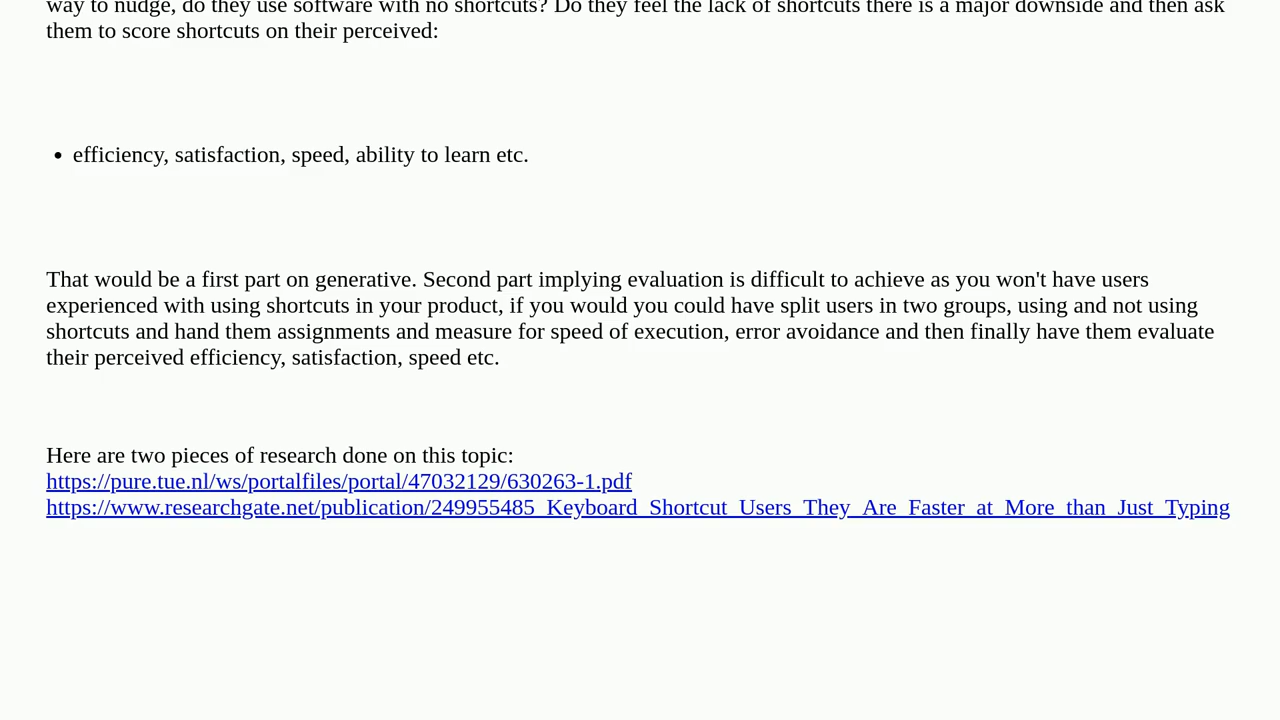 way to nudge, do they use software with no shortcuts? Do they feel the lack of shortcuts there is a major downside and then ask
them to score shortcuts on their perceived:
• efficiency, satisfaction, speed, ability to learn etc.
That would be a first part on generative. Second part implying evaluation is difficult to achieve as you won't have users
experienced with using shortcuts in your product, if you would you could have split users in two groups, using and not using
shortcuts and hand them assignments and measure for speed of execution, error avoidance and then finally have them evaluate
their perceived efficiency, satisfaction, speed etc.
Here are two pieces of research done on this topic:
https://pure.tue.nl/ws/portalfiles/portal/47032129/630263-1.pdf
https://www.researchgate.net/publication/249955485_Keyboard_Shortcut_Users_They_Are_Faster_at_More_than_Just_Typing